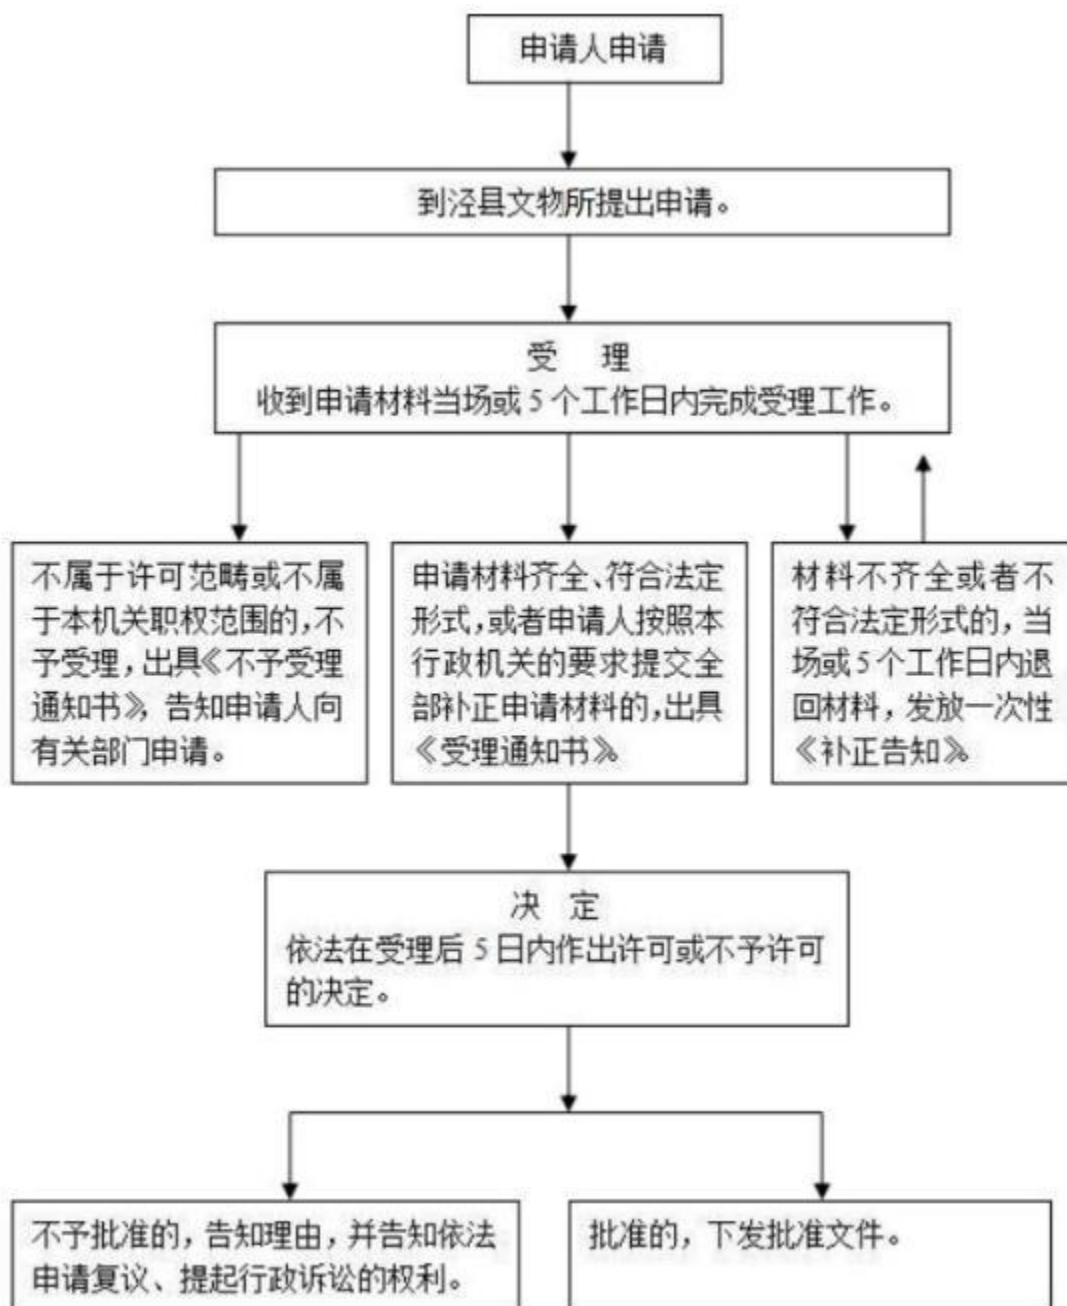 申请人申请
到泾县文物所提出申请。
受 理
收到申请材料当场或5个工作日内完成受理工作。
不属于许可范畴或不属
于本机关职权范围的,不
予受理,出具《不予受理
通知书》,告知申请人向
有关部门申请。
申请材料齐全、符合法定
形式,或者申请人按照本
行政机关的要求提交全
部补正申请材料的,出具
《受理通知书》。
材料不齐全或者不
符合法定形式的,当
场或5个工作日内退
回材料,发放一次性
《补正告知》。
决 定
依法在受理后5日内作出许可或不予许可
的决定。
不予批准的,告知理由,并告知依法
申请复议、提起行政诉讼的权利。
批准的,下发批准文件。